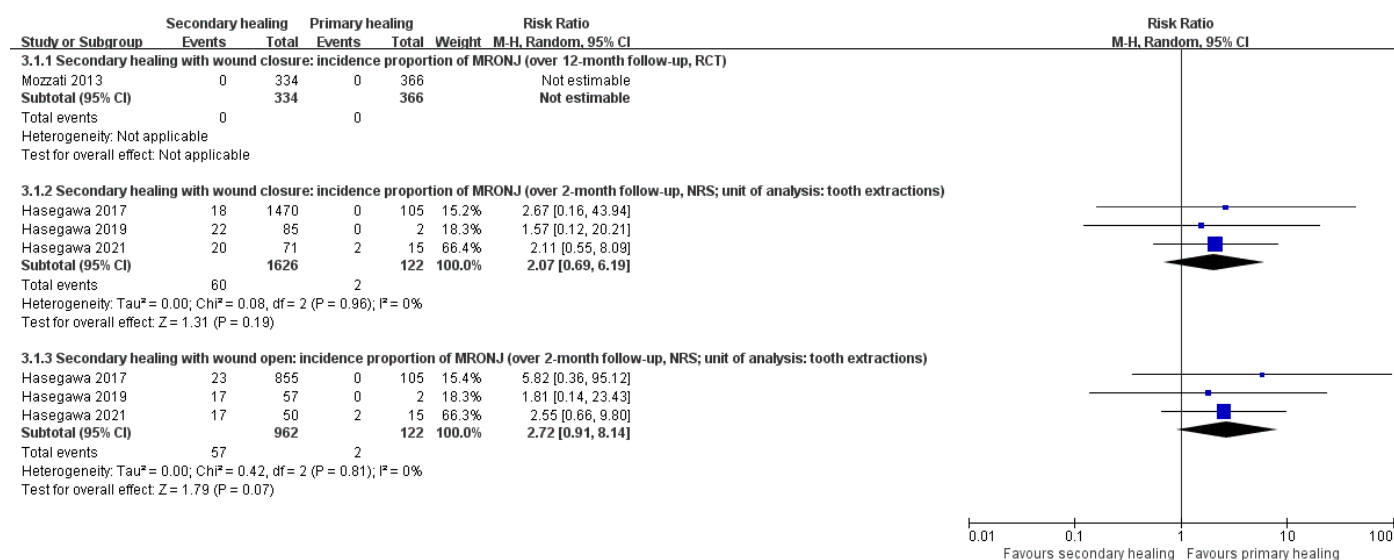 Secondary healing Primary healing Risk Ratio Risk Ratio
Study or Subgroup Events Total Events Total Weight M-H, Random, 95% CI M-H, Random, 95% CI
3.1.1 Secondary healing with wound closure: incidence proportion of MRONJ (over 12-month follow-up, RCT)
Mozzati 2013 0 334 0 366 Not estimable
Subtotal (95% CI) 334 366 Not estimable
Total events 0 0
Heterogeneity: Not applicable
Test for overall effect: Not applicable
3.1.2 Secondary healing with wound closure: incidence proportion of MRONJ (over 2-month follow-up, NRS; unit of analysis: tooth extractions)
Hasegawa 2017 18 1470 0 105 15.2% 2.67 [0.16, 43.94]
Hasegawa 2019 22 85 0 2 18.3% 1.57 [0.12, 20.21]
Hasegawa 2021 20 71 2 15 66.4% 2.11 [0.55, 8.09]
Subtotal (95% CI) 1626 122 100.0% 2.07 [0.69, 6.19]
Total events 60 2
Heterogeneity: Tau² = 0.00; Chi² = 0.08, df = 2 (P = 0.96); I² = 0%
Test for overall effect: Z = 1.31 (P = 0.19)
3.1.3 Secondary healing with wound open: incidence proportion of MRONJ (over 2-month follow-up, NRS; unit of analysis: tooth extractions)
Hasegawa 2017 23 855 0 105 15.4% 5.82 [0.36, 95.12]
Hasegawa 2019 17 57 0 2 18.3% 1.81 [0.14, 23.43]
Hasegawa 2021 17 50 2 15 66.3% 2.55 [0.66, 9.80]
Subtotal (95% CI) 962 122 100.0% 2.72 [0.91, 8.14]
Total events 57 2
Heterogeneity: Tau² = 0.00; Chi² = 0.42, df = 2 (P = 0.81); I² = 0%
Test for overall effect: Z = 1.79 (P = 0.07)
0.01 0.1 1 10 100
Favours secondary healing Favours primary healing